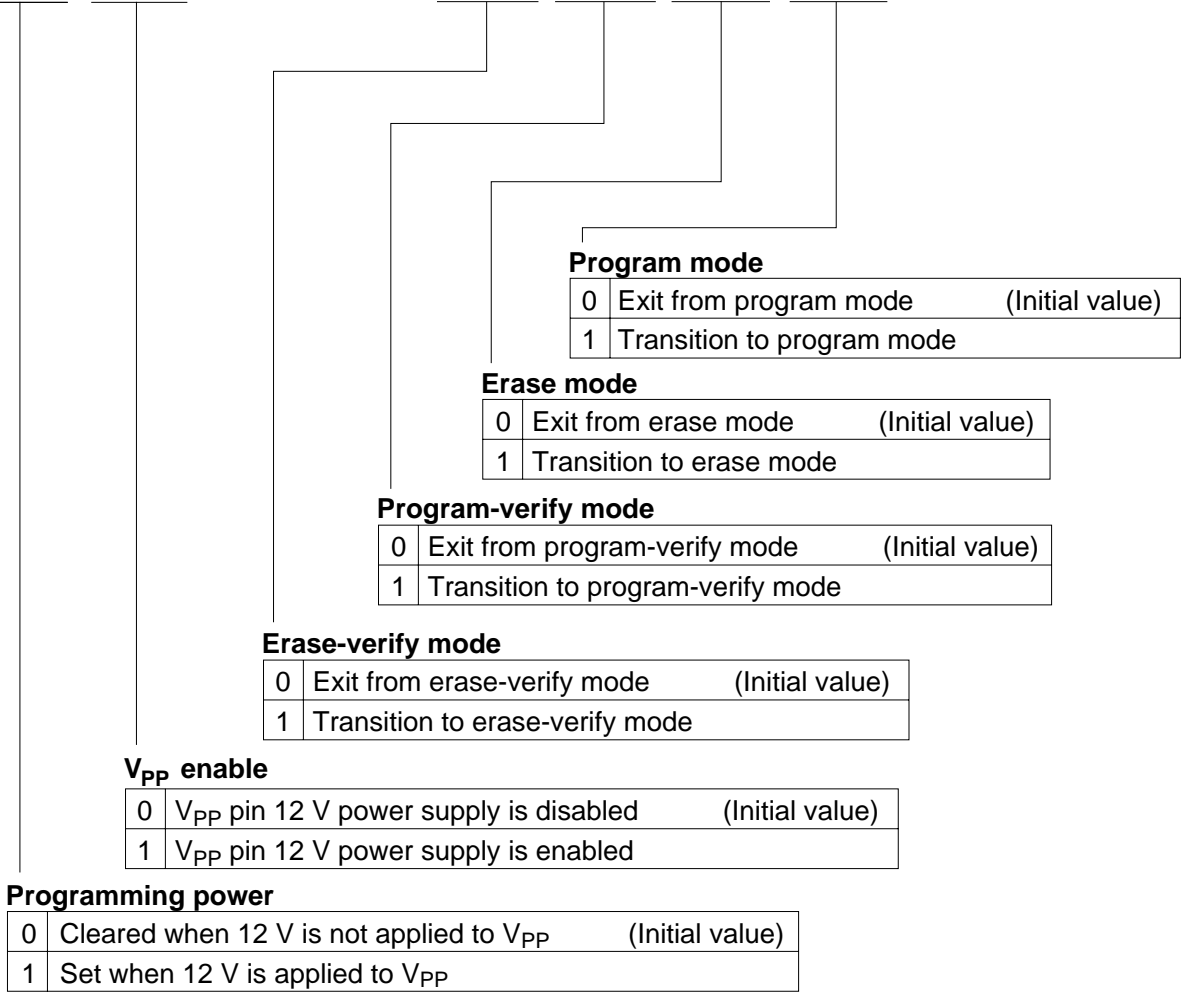 Program mode
0 Exit from program mode (Initial value)
1 Transition to program mode
Erase mode
0 Exit from erase mode (Initial value)
1 Transition to erase mode
Program-verify mode
0 Exit from program-verify mode (Initial value)
1 Transition to program-verify mode
Erase-verify mode
0 Exit from erase-verify mode (Initial value)
1 Transition to erase-verify mode
VPP enable
0 VPP pin 12 V power supply is disabled (Initial value)
1 VPP pin 12 V power supply is enabled
Programming power
0 Cleared when 12 V is not applied to VPP (Initial value)
1 Set when 12 V is applied to VPP